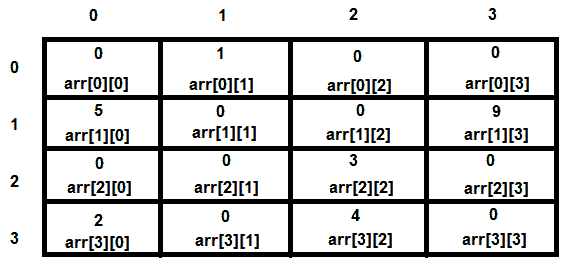 0 1 2 3
0 0 1 0 0
arr[0][0] arr[0][1] arr[0][2] arr[0][3]
1 5 0 0 9
arr[1][0] arr[1][1] arr[1][2] arr[1][3]
2 0 0 3 0
arr[2][0] arr[2][1] arr[2][2] arr[2][3]
3 2 0 4 0
arr[3][0] arr[3][1] arr[3][2] arr[3][3]